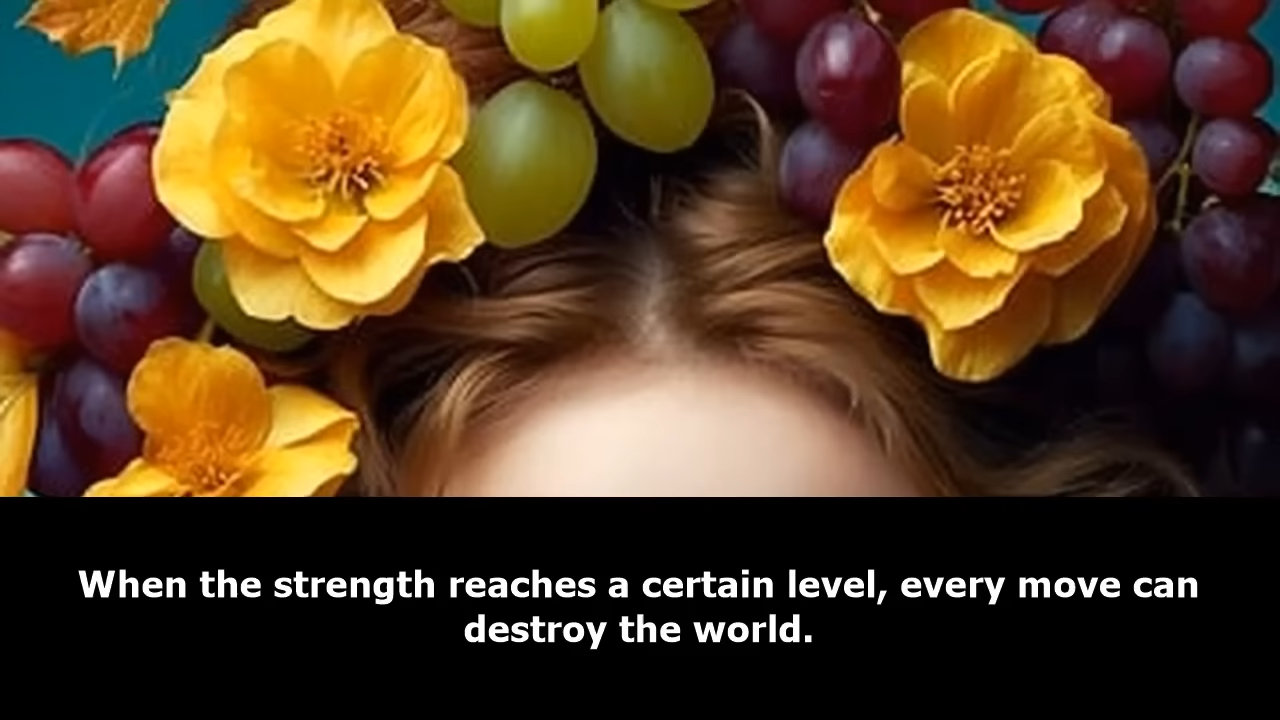 When the strength reaches a certain level, every move can
destroy the world.